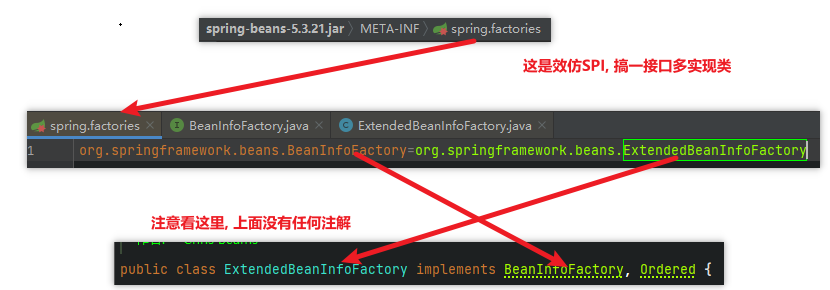 spring-beans-5.3.21.jar 〉 META-INF 〉 spring.factories
这是效仿SPI, 搞一接口多实现类
spring.factories × BeanInfoFactory.java × ExtendedBeanInfoFactory.java ×
1 org.springframework.beans.BeanInfoFactory=org.springframework.beans.ExtendedBeanInfoFactory
注意看这里, 上面没有任何注解
public class ExtendedBeanInfoFactory implements BeanInfoFactory, Ordered {